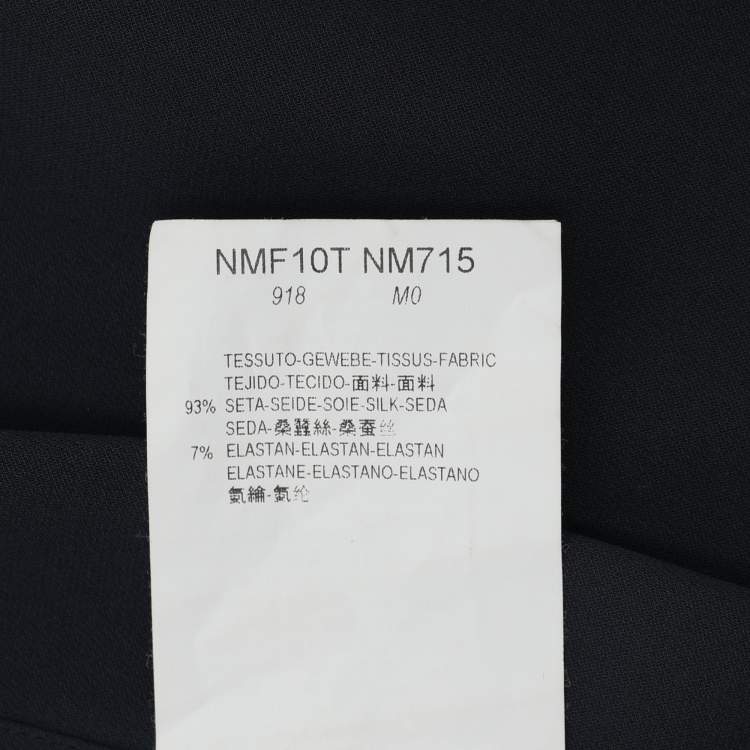 NMF10T NM715
918 M0
TESSUTO-GEWEBE-TISSUS-FABRIC
TEJIDO-TECIDO-面料-面料
93% SETA-SEIDE-SOIE-SILK-SEDA
SEDA-桑蠶絲-桑蚕丝
7% ELASTAN-ELASTAN-ELASTAN
ELASTANE-ELASTANO-ELASTANO
氨綸-氨纶